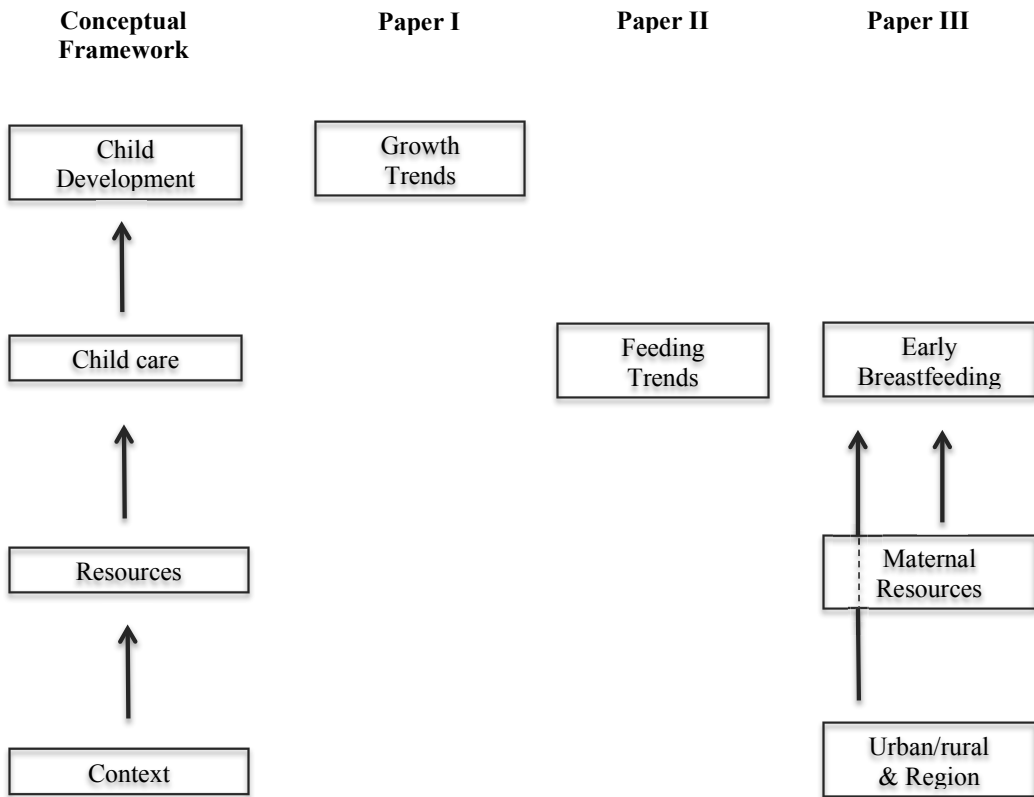 Conceptual
Framework
Paper I
Paper II
Paper III
Child
Development
Growth
Trends
Child care
Feeding
Trends
Early
Breastfeeding
Resources
Maternal
Resources
Context
Urban/rural
& Region